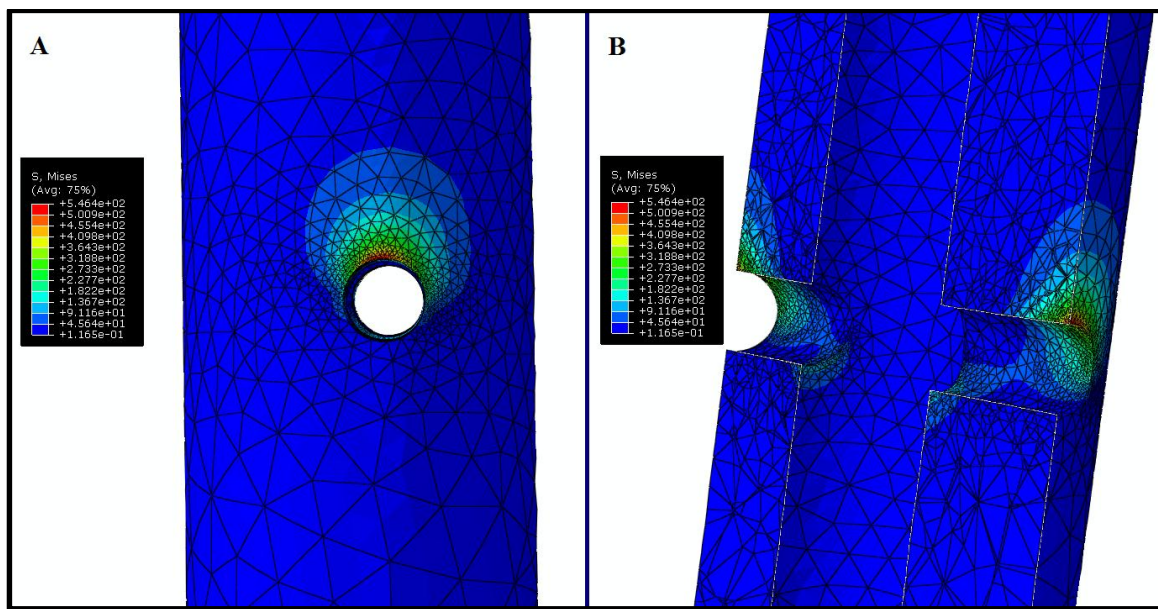 A
S, Mises
(Avg: 75%)
+5.464e+02
+5.009e+02
+4.554e+02
+4.098e+02
+3.643e+02
+3.188e+02
+2.733e+02
+2.277e+02
+1.822e+02
+1.367e+02
+9.116e+01
+4.564e+01
+1.165e-01
B
S, Mises
(Avg: 75%)
+5.464e+02
+5.009e+02
+4.554e+02
+4.098e+02
+3.643e+02
+3.188e+02
+2.733e+02
+2.277e+02
+1.822e+02
+1.367e+02
+9.116e+01
+4.564e+01
+1.165e-01